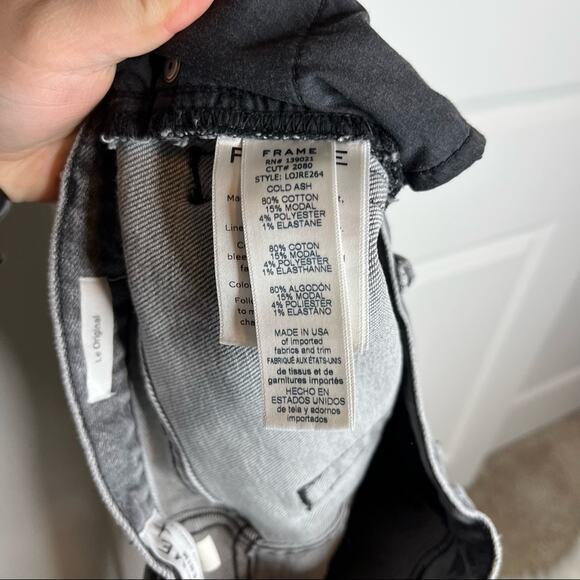 FRAME
RN# 139021
CUT# 2080
STYLE: LOJRE264
COLD ASH
80% COTTON
15% MODAL
4% POLYESTER
1% ELASTANE
80% COTON
15% MODAL
4% POLYESTER
1% ELASTHANNE
80% ALGODÓN
15% MODAL
4% POLIESTER
1% ELASTANO
MADE IN USA
of imported
fabrics and trim
FABRIQUÉ AUX ÉTATS-UNIS
de tissus et de
garnitures importés
HECHO EN
ESTADOS UNIDOS
de tela y adornos
importados
Le Original